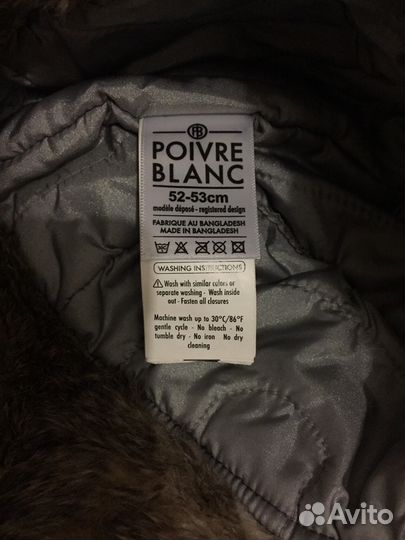 PB
POIVRE
BLANC
52-53cm
modèle déposé - registered design
FABRIQUE AU BANGLADESH
MADE IN BANGLADESH
WASHING INSTRUCTIONS
Wash with similar colors or
separate washing - Wash inside
out - Fasten all closures
Machine wash up to 30°C/86°F
gentle cycle - No bleach - No
tumble dry - No iron - No dry
cleaning
Avito